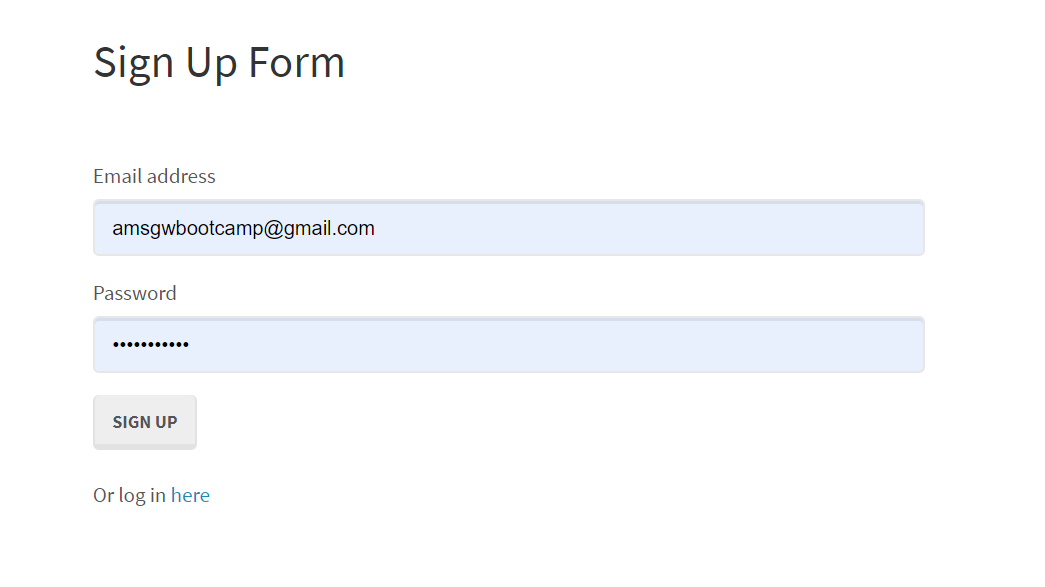 Sign Up Form
Email address
amsgwbootcamp@gmail.com
Password
•••••••••••
SIGN UP
Or log in here